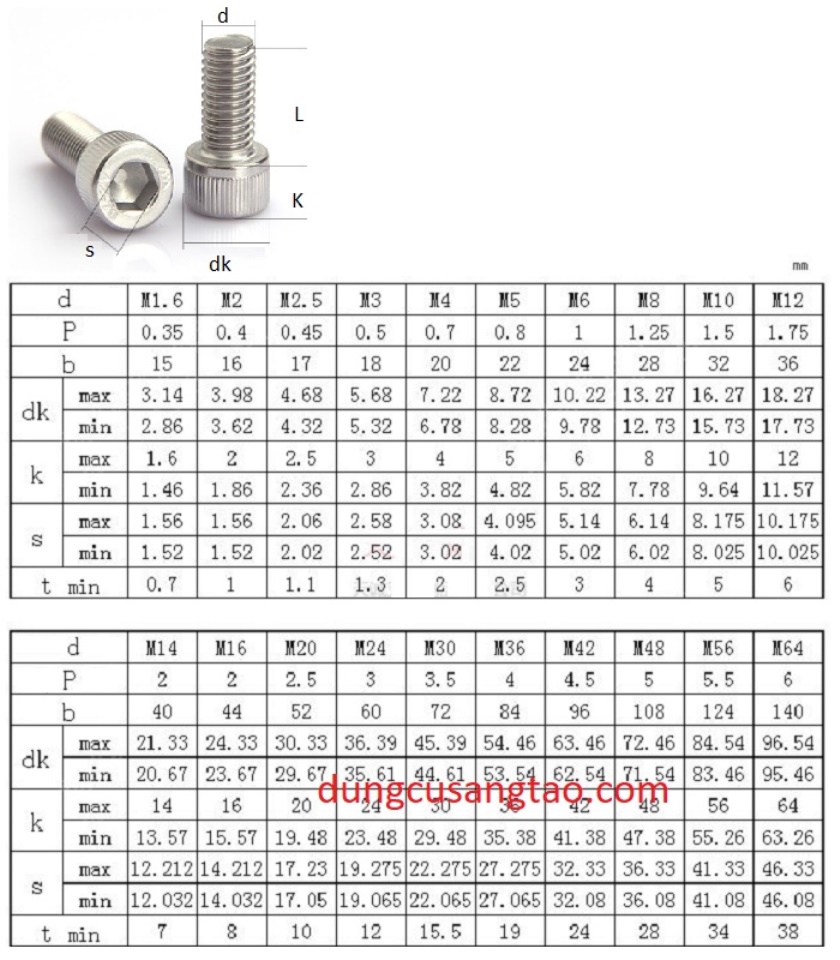 d
L
K
s
dk
mm
d M1.6 M2 M2.5 M3 M4 M5 M6 M8 M10 M12
P 0.35 0.4 0.45 0.5 0.7 0.8 1 1.25 1.5 1.75
b 15 16 17 18 20 22 24 28 32 36
dk max 3.14 3.98 4.68 5.68 7.22 8.72 10.22 13.27 16.27 18.27
min 2.86 3.62 4.32 5.32 6.78 8.28 9.78 12.73 15.73 17.73
k max 1.6 2 2.5 3 4 5 6 8 10 12
min 1.46 1.86 2.36 2.86 3.82 4.82 5.82 7.78 9.64 11.57
s max 1.56 1.56 2.06 2.58 3.08 4.095 5.14 6.14 8.175 10.175
min 1.52 1.52 2.02 2.52 3.02 4.02 5.02 6.02 8.025 10.025
t min 0.7 1 1.1 1.3 2 2.5 3 4 5 6
d M14 M16 M20 M24 M30 M36 M42 M48 M56 M64
P 2 2 2.5 3 3.5 4 4.5 5 5.5 6
b 40 44 52 60 72 84 96 108 124 140
dk max 21.33 24.33 30.33 36.39 45.39 54.46 63.46 72.46 84.54 96.54
min 20.67 23.67 29.67 35.61 44.61 53.54 62.54 71.54 83.46 95.46
dungcusangtao.com
k max 14 16 20 24 30 36 42 48 56 64
min 13.57 15.57 19.48 23.48 29.48 35.38 41.38 47.38 55.26 63.26
s max 12.212 14.212 17.23 19.275 22.275 27.275 32.33 36.33 41.33 46.33
min 12.032 14.032 17.05 19.065 22.065 27.065 32.08 36.08 41.08 46.08
t min 7 8 10 12 15.5 19 24 28 34 38